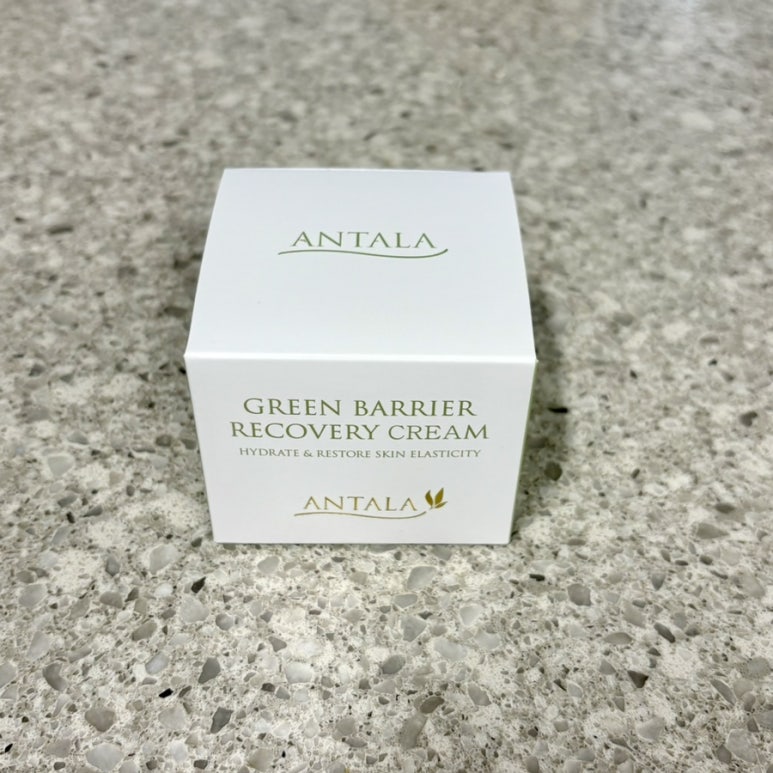 ANTALA
GREEN BARRIER
RECOVERY CREAM
HYDRATE & RESTORE SKIN ELASTICITY
ANTALA